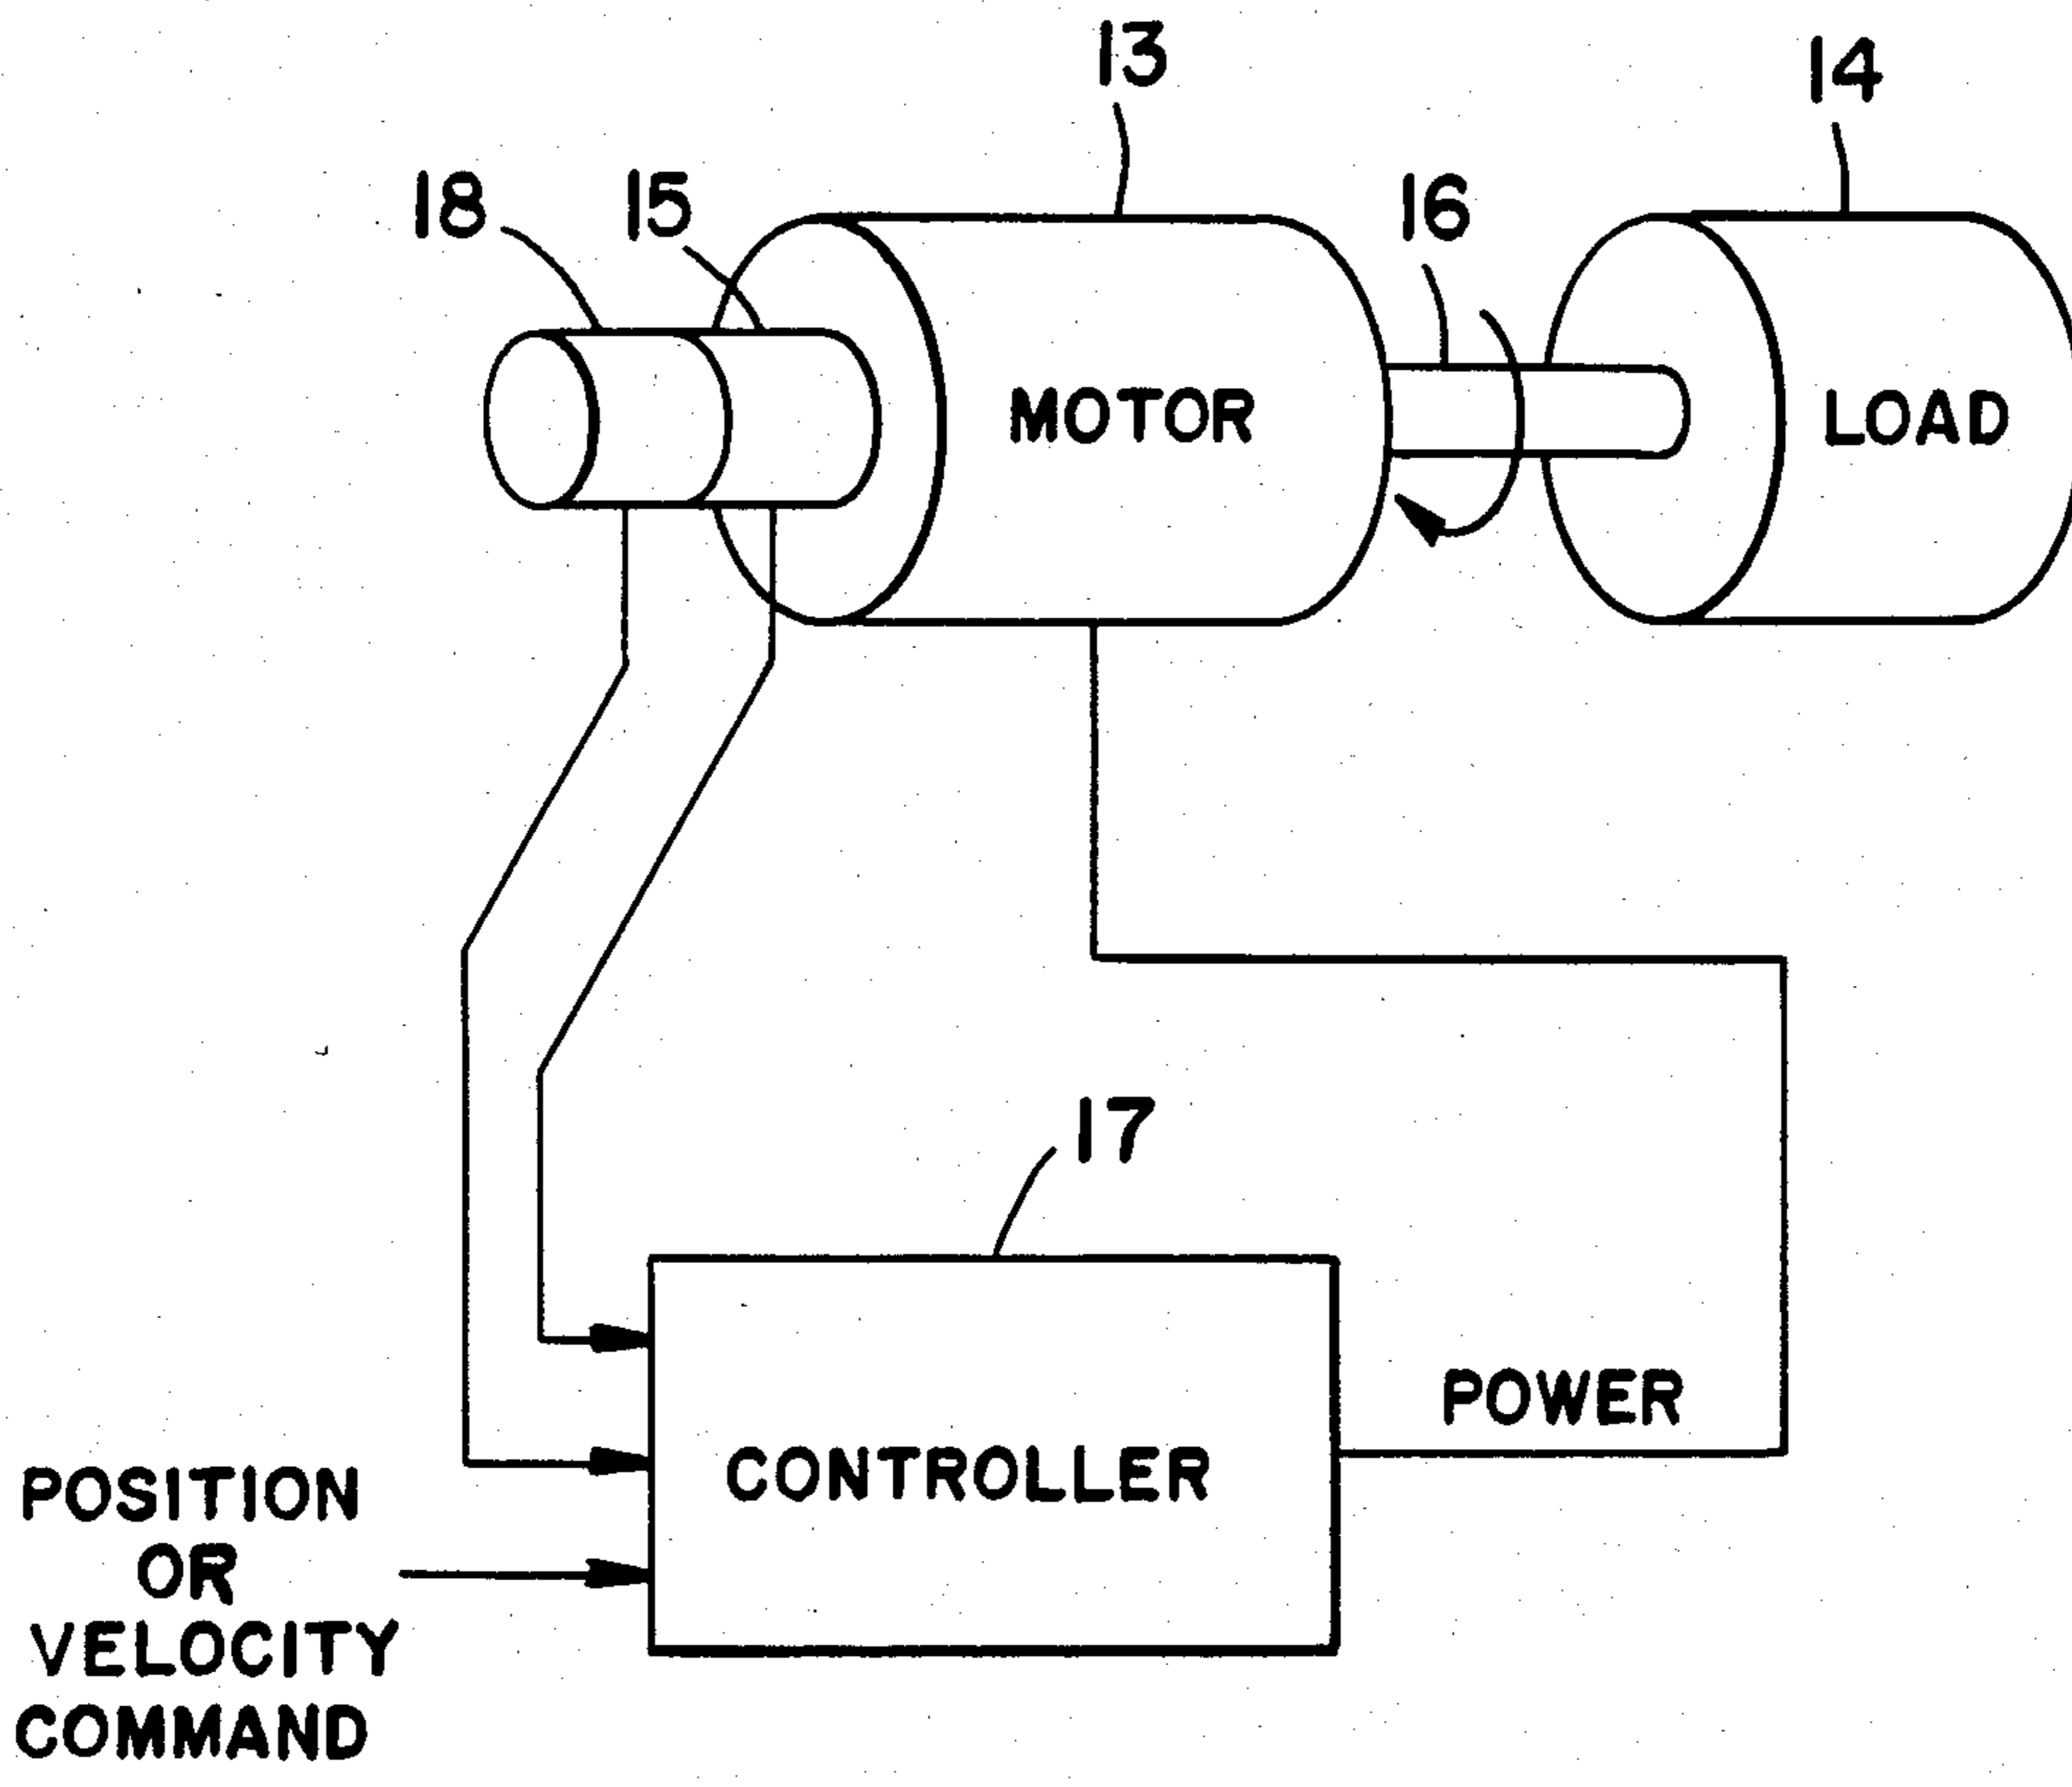 13
14
18
15
16
MOTOR
LOAD
17
POWER
CONTROLLER
POSITION
OR
VELOCITY
COMMAND